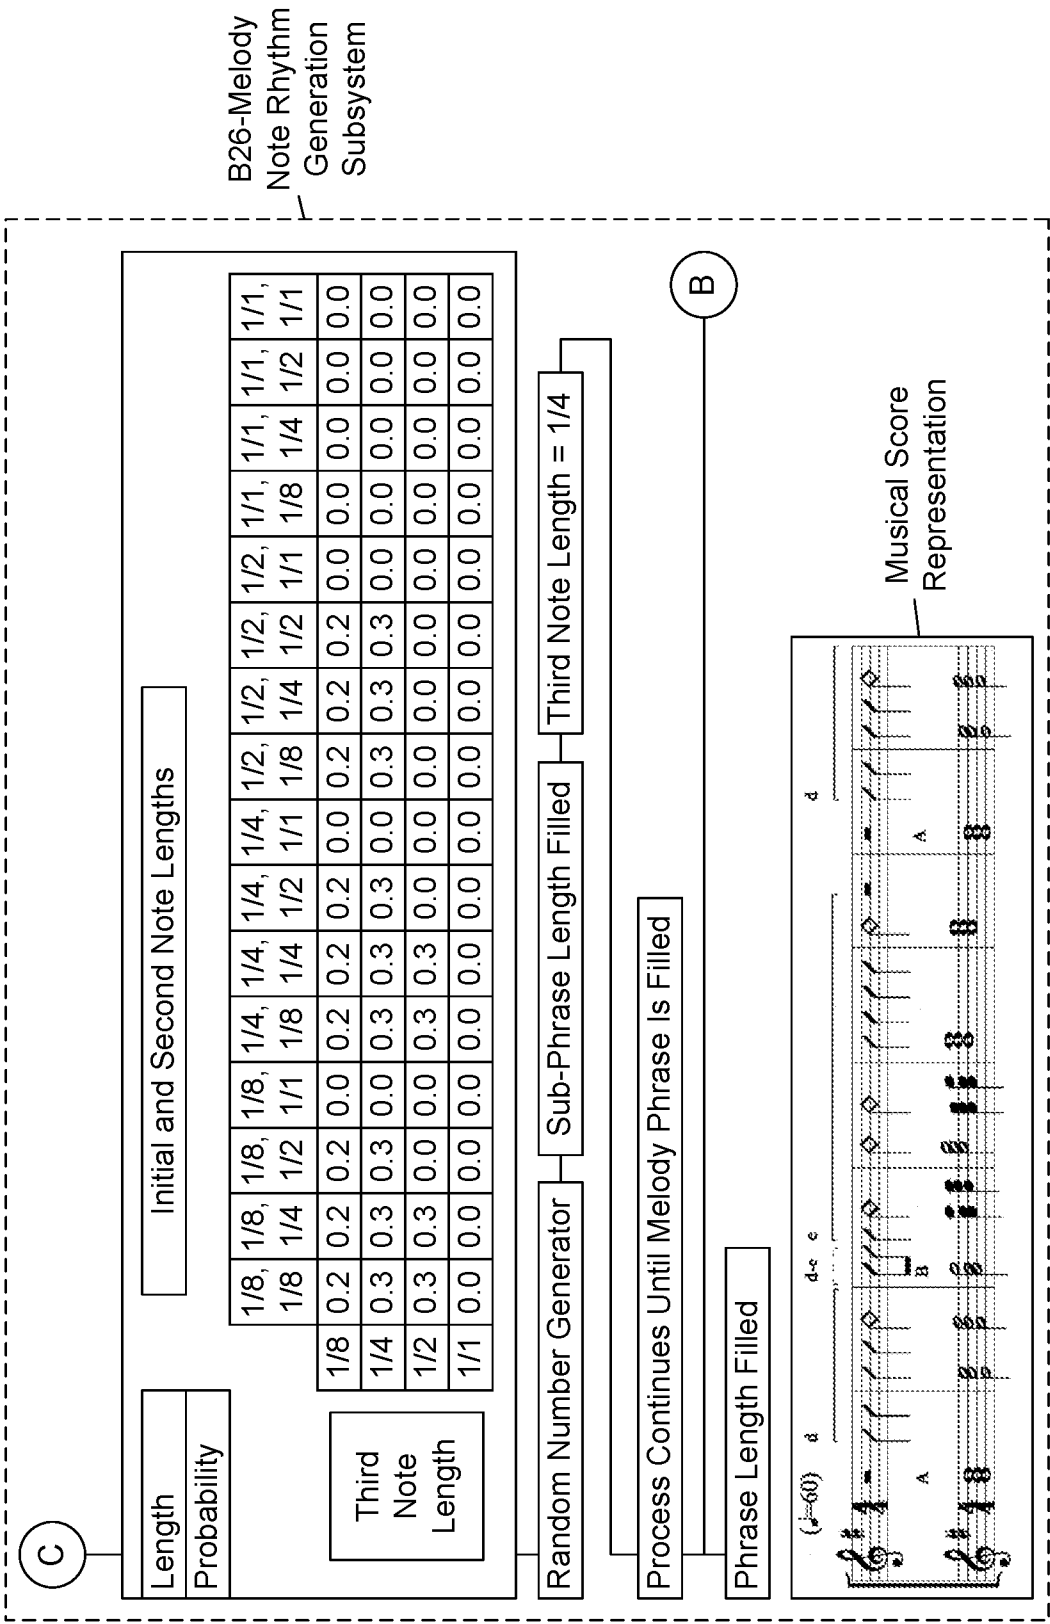 C
Length
Probability
Initial and Second Note Lengths
1/8, 1/8, 1/8, 1/8, 1/4, 1/4, 1/4, 1/4, 1/2, 1/2, 1/2, 1/2, 1/1, 1/1, 1/1, 1/1,
1/8 1/4 1/2 1/1 1/8 1/4 1/2 1/1 1/8 1/4 1/2 1/1 1/8 1/4 1/2 1/1
1/8 0.2 0.2 0.2 0.0 0.2 0.2 0.2 0.0 0.2 0.2 0.2 0.0 0.0 0.0 0.0 0.0
1/4 0.3 0.3 0.3 0.0 0.3 0.3 0.3 0.0 0.3 0.3 0.3 0.0 0.0 0.0 0.0 0.0
1/2 0.3 0.3 0.0 0.0 0.3 0.3 0.0 0.0 0.0 0.0 0.0 0.0 0.0 0.0 0.0 0.0
1/1 0.0 0.0 0.0 0.0 0.0 0.0 0.0 0.0 0.0 0.0 0.0 0.0 0.0 0.0 0.0 0.0
Third
Note
Length
B26-Melody
Note Rhythm
Generation
Subsystem
Random Number Generator
Sub-Phrase Length Filled
Third Note Length = 1/4
Process Continues Until Melody Phrase Is Filled
B
Phrase Length Filled
Musical Score
Representation
(♩=60)
d d-e e d
A B A